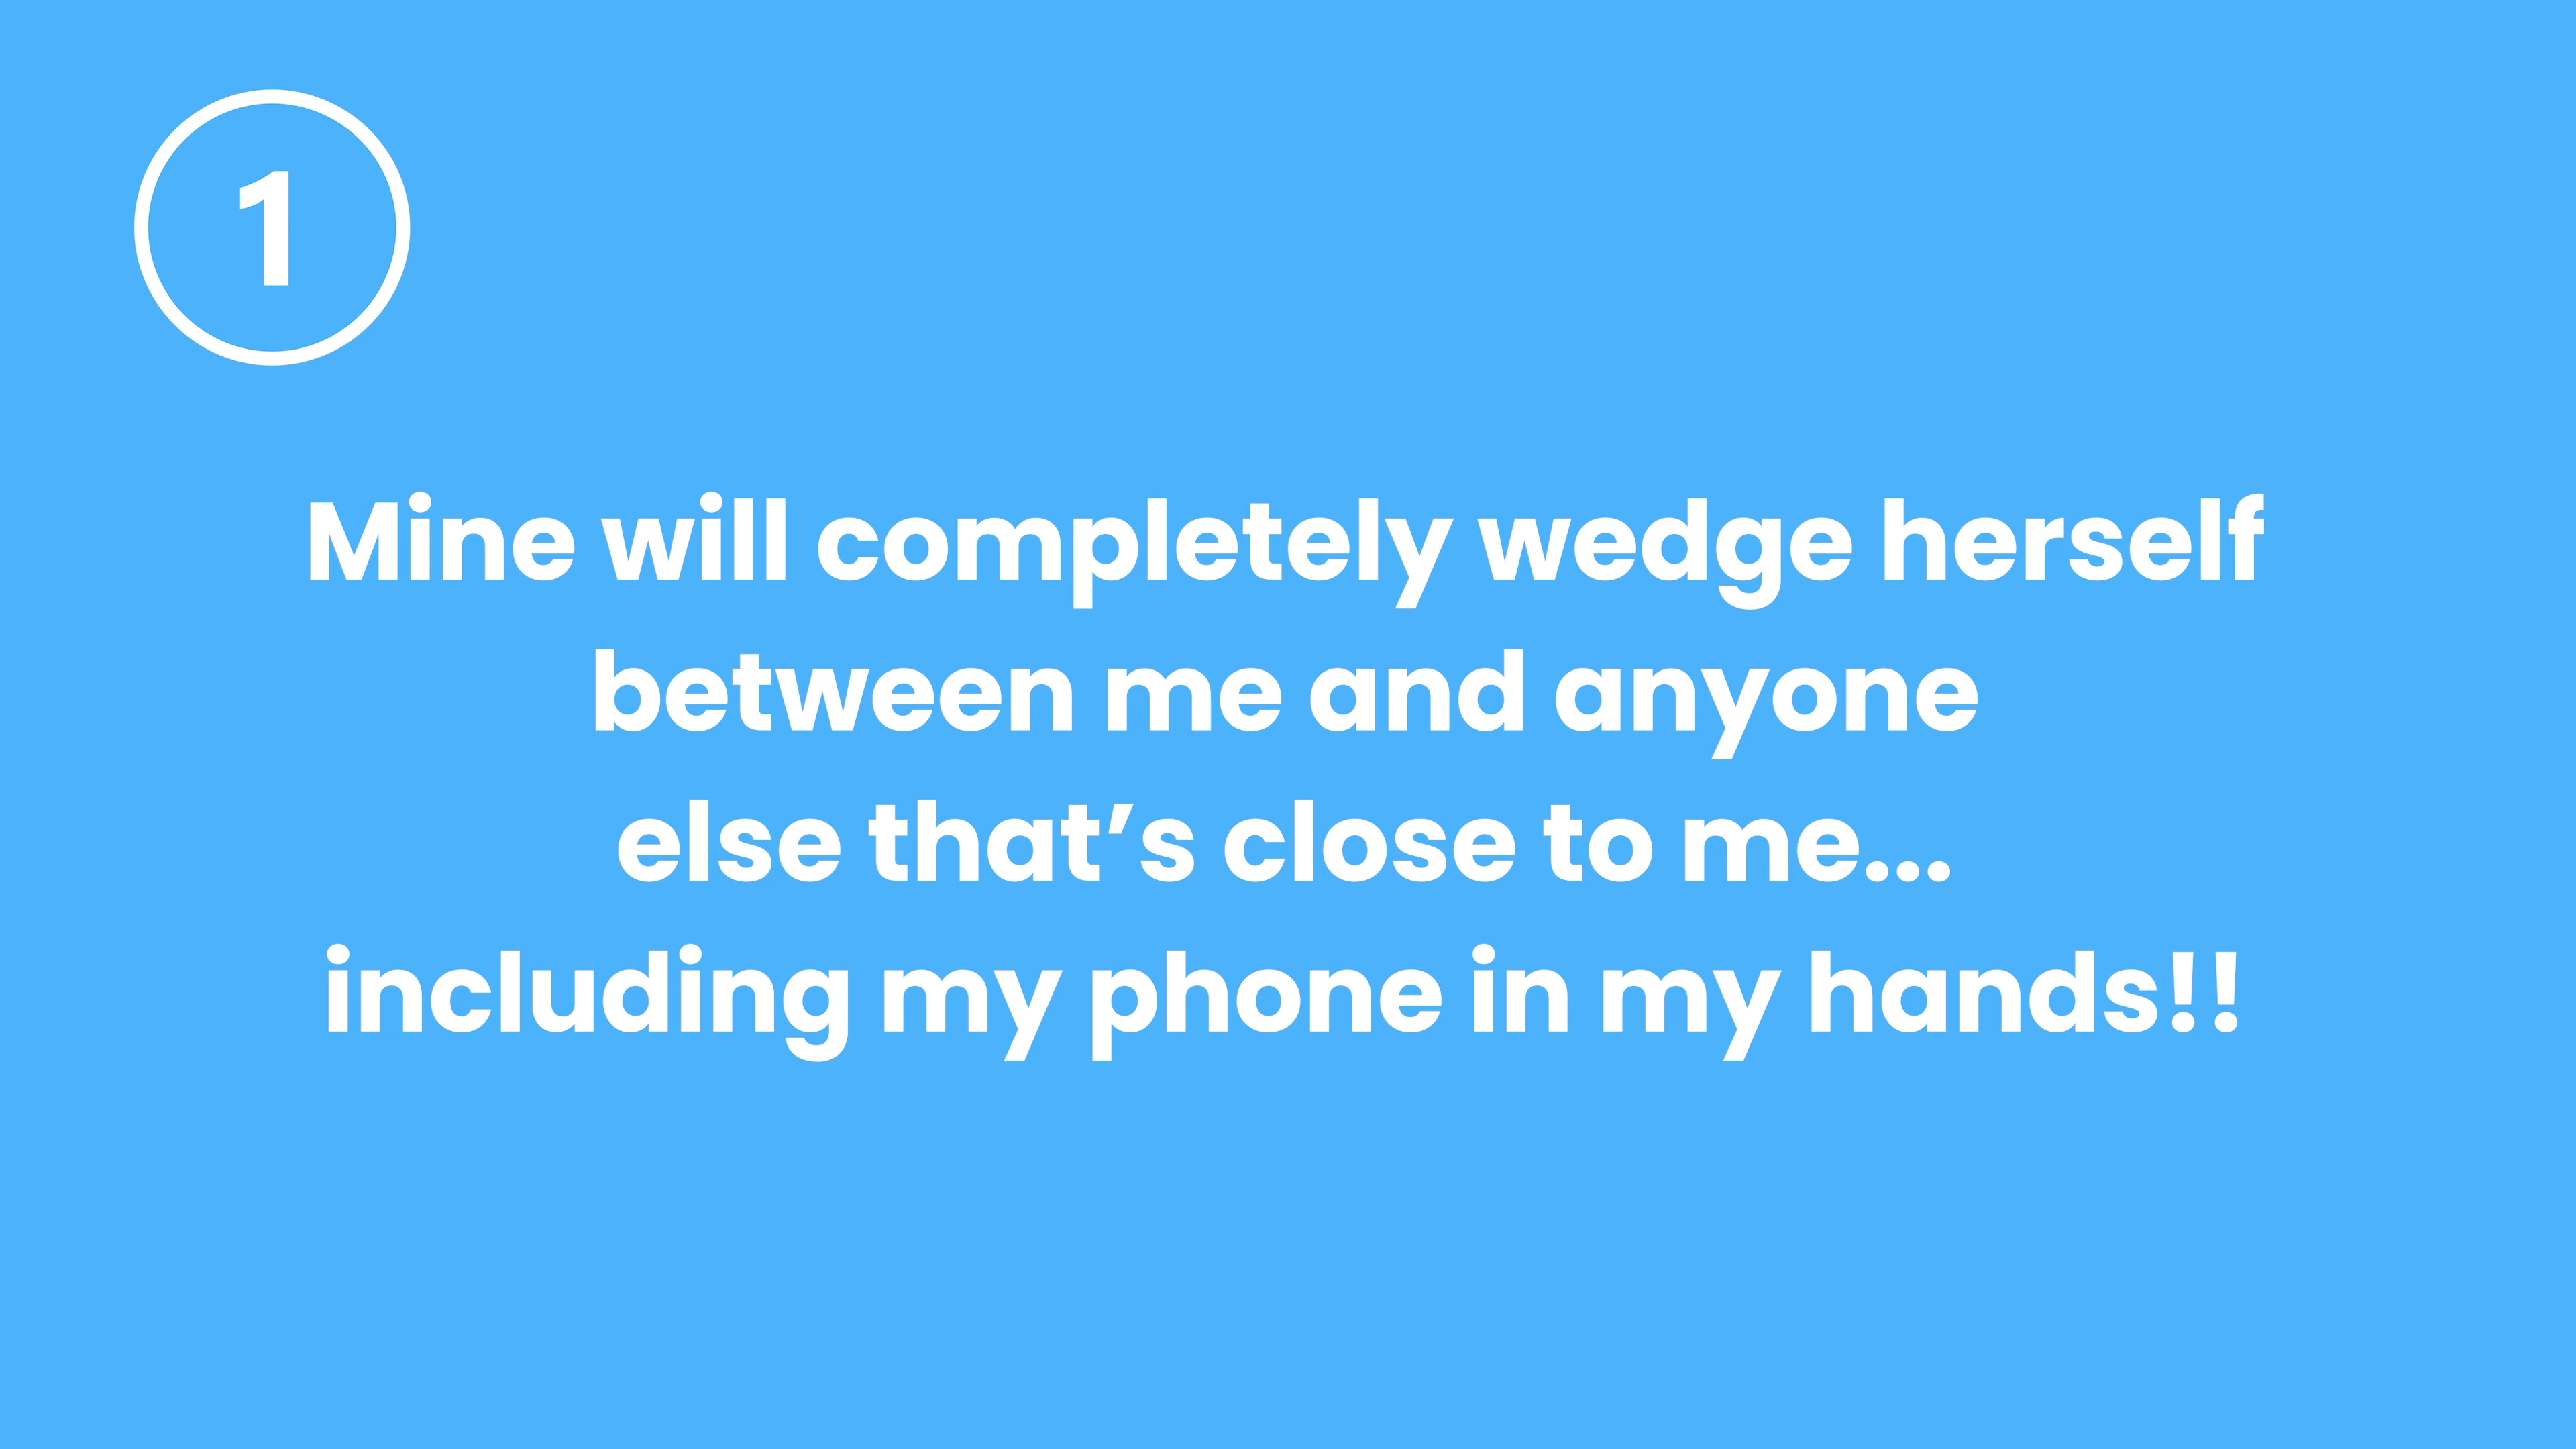 1
Mine will completely wedge herself
between me and anyone
else that’s close to me...
including my phone in my hands!!